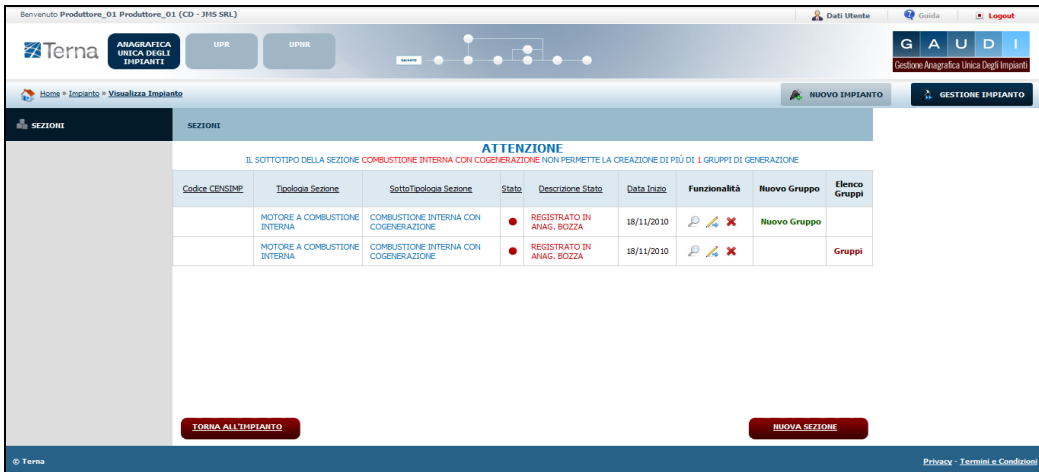 Benvenuto Produttore_01 Produttore_01 (CD - JMS SRL)
Dati Utente
Guida
Logout
Terna
ANAGRAFICA
UNICA DEGLI
IMPIANTI
UPR
UPNR
G A U D I
Gestione Anagrafica Unica Degli Impianti
Home » Impianto » Visualizza Impianto
NUOVO IMPIANTO
GESTIONE IMPIANTO
SEZIONI
SEZIONI
ATTENZIONE
IL SOTTOTIPO DELLA SEZIONE COMBUSTIONE INTERNA CON COGENERAZIONE NON PERMETTE LA CREAZIONE DI PIÙ DI 1 GRUPPI DI GENERAZIONE
Codice CENSIMP Tipologia Sezione SottoTipologia Sezione Stato Descrizione Stato Data Inizio Funzionalità Nuovo Gruppo Elenco
Gruppi
MOTORE A COMBUSTIONE COMBUSTIONE INTERNA CON REGISTRATO IN 18/11/2010 Nuovo Gruppo
INTERNA COGENERAZIONE ANAG. BOZZA
MOTORE A COMBUSTIONE COMBUSTIONE INTERNA CON REGISTRATO IN 18/11/2010 Gruppi
INTERNA COGENERAZIONE ANAG. BOZZA
TORNA ALL'IMPIANTO
NUOVA SEZIONE
© Terna
Privacy - Termini e Condizioni